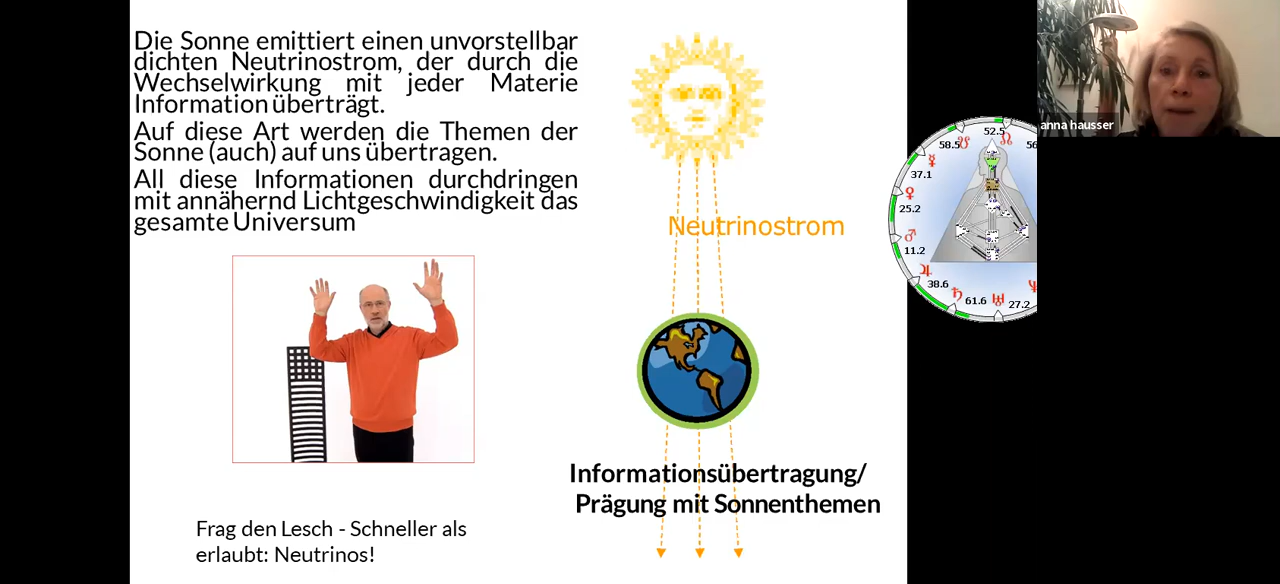 Die Sonne emittiert einen unvorstellbar
dichten Neutrinostrom, der durch die
Wechselwirkung mit jeder Materie
Information überträgt.
Auf diese Art werden die Themen der
Sonne (auch) auf uns übertragen.
All diese Informationen durchdringen
mit annähernd Lichtgeschwindigkeit das
gesamte Universum
Neutrinostrom
Informationsübertragung/
Prägung mit Sonnenthemen
Frag den Lesch - Schneller als
erlaubt: Neutrinos!
anna hausser
52.5
58.5
56
37.1
25.2
11.2
38.6
61.6
27.2